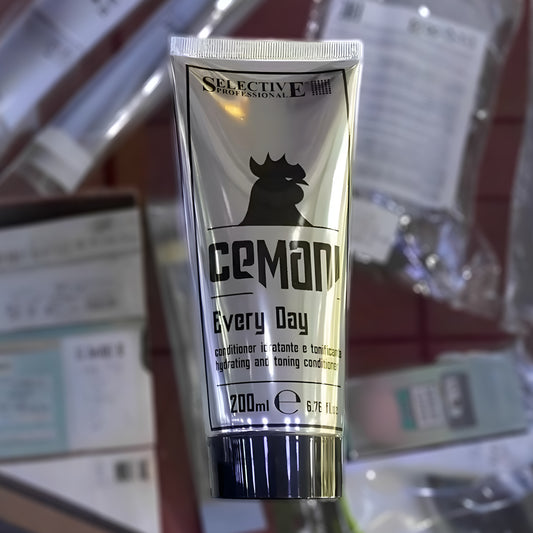 SELECTIVE
PROFESSIONAL
CEMANI
Every Day
conditioner idratante e tonificante
hydrating and toning conditioner
200ml e 6.76 fl.oz